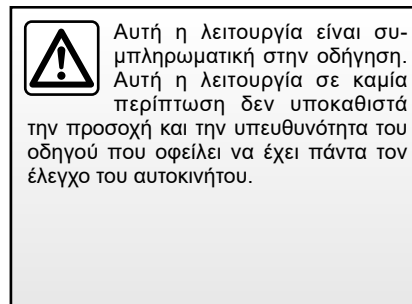 Αυτή η λειτουργία είναι συ-
μπληρωματική στην οδήγηση.
Αυτή η λειτουργία σε καμία
περίπτωση δεν υποκαθιστά
την προσοχή και την υπευθυνότητα του
οδηγού που οφείλει να έχει πάντα τον
έλεγχο του αυτοκινήτου.